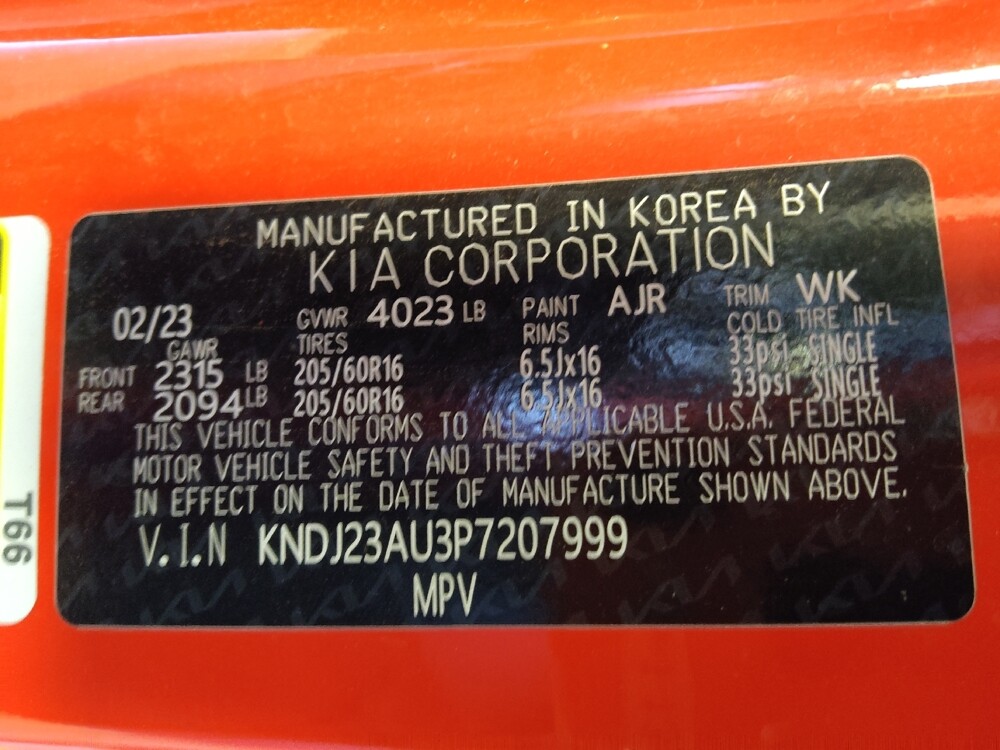 MANUFACTURED IN KOREA BY
KIA CORPORATION
02/23 GVWR 4023 LB PAINT AJR TRIM WK
GAWR TIRES RIMS COLD TIRE INFL
FRONT 2315 LB 205/60R16 6.5Jx16 33psi SINGLE
REAR 2094 LB 205/60R16 6.5Jx16 33psi SINGLE
THIS VEHICLE CONFORMS TO ALL APPLICABLE U.S.A. FEDERAL
MOTOR VEHICLE SAFETY AND THEFT PREVENTION STANDARDS
IN EFFECT ON THE DATE OF MANUFACTURE SHOWN ABOVE.
V.I.N KNDJ23AU3P7207999
MPV
T66